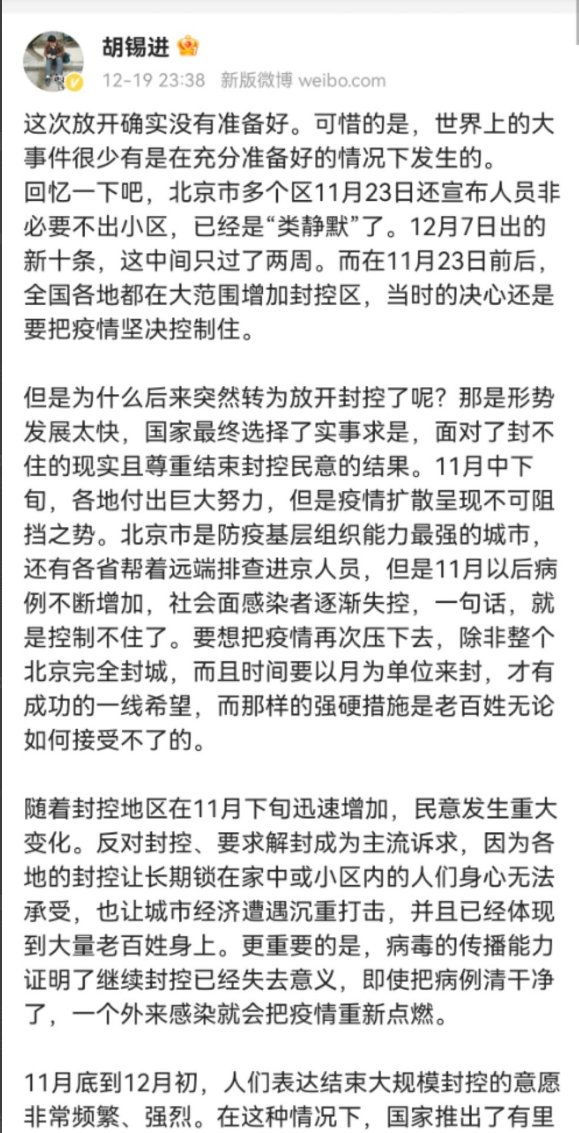 胡锡进
12-19 23:38 新版微博 weibo.com
这次放开确实没有准备好。可惜的是，世界上的大
事件很少有是在充分准备好的情况下发生的。
回忆一下吧，北京市多个区11月23日还宣布人员非
必要不出小区，已经是“类静默”了。12月7日出的
新十条，这中间只过了两周。而在11月23日前后，
全国各地都在大范围增加封控区，当时的决心还是
要把疫情坚决控制住。
但是为什么后来突然转为放开封控了呢？那是形势
发展太快，国家最终选择了实事求是，面对了封不
住的现实且尊重结束封控民意的结果。11月中下
旬，各地付出巨大努力，但是疫情扩散呈现不可阻
挡之势。北京市是防疫基层组织能力最强的城市，
还有各省帮着远端排查进京人员，但是11月以后病
例不断增加，社会面感染者逐渐失控，一句话，就
是控制不住了。要想把疫情再次压下去，除非整个
北京完全封城，而且时间要以月为单位来封，才有
成功的一线希望，而那样的强硬措施是老百姓无论
如何接受不了的。
随着封控地区在11月下旬迅速增加，民意发生重大
变化。反对封控、要求解封成为主流诉求，因为各
地的封控让长期锁在家中或小区内的人们身心无法
承受，也让城市经济遭遇沉重打击，并且已经体现
到大量老百姓身上。更重要的是，病毒的传播能力
证明了继续封控已经失去意义，即使把病例清干净
了，一个外来感染就会把疫情重新点燃。
11月底到12月初，人们表达结束大规模封控的意愿
非常频繁、强烈。在这种情况下，国家推出了有里